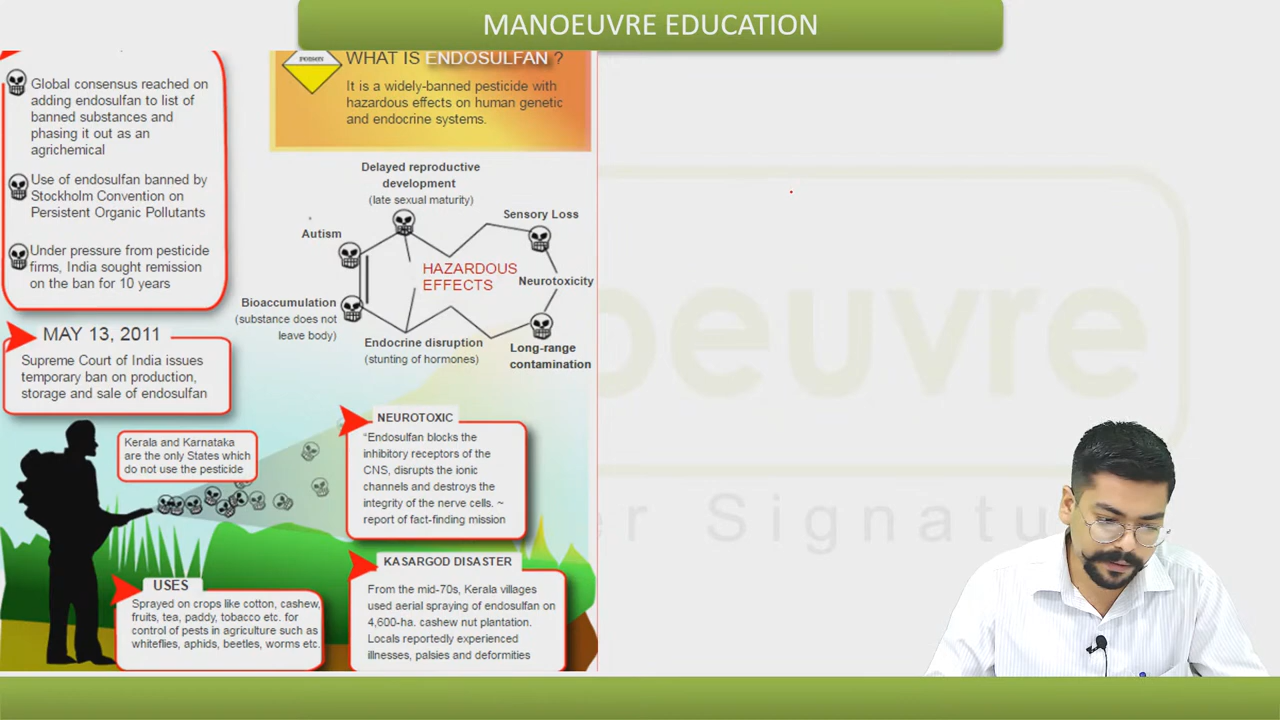 MANOEUVRE EDUCATION
Global consensus reached on
adding endosulfan to list of
banned substances and
phasing it out as an
agrichemical
Use of endosulfan banned by
Stockholm Convention on
Persistent Organic Pollutants
Under pressure from pesticide
firms, India sought remission
on the ban for 10 years
MAY 13, 2011
Supreme Court of India issues
temporary ban on production,
storage and sale of endosulfan
Kerala and Karnataka
are the only States which
do not use the pesticide
USES
Sprayed on crops like cotton, cashew,
fruits, tea, paddy, tobacco etc. for
control of pests in agriculture such as
whiteflies, aphids, beetles, worms etc.
POISON
WHAT IS ENDOSULFAN ?
It is a widely-banned pesticide with
hazardous effects on human genetic
and endocrine systems.
Delayed reproductive
development
(late sexual maturity)
Sensory Loss
Autism
HAZARDOUS
EFFECTS
Neurotoxicity
Bioaccumulation
(substance does not
leave body)
Endocrine disruption
(stunting of hormones)
Long-range
contamination
NEUROTOXIC
"Endosulfan blocks the
inhibitory receptors of the
CNS, disrupts the ionic
channels and destroys the
integrity of the nerve cells. ~
report of fact-finding mission
KASARGOD DISASTER
From the mid-70s, Kerala villages
used aerial spraying of endosulfan on
4,600-ha. cashew nut plantation.
Locals reportedly experienced
illnesses, palsies and deformities
oeuvre
er Signatu